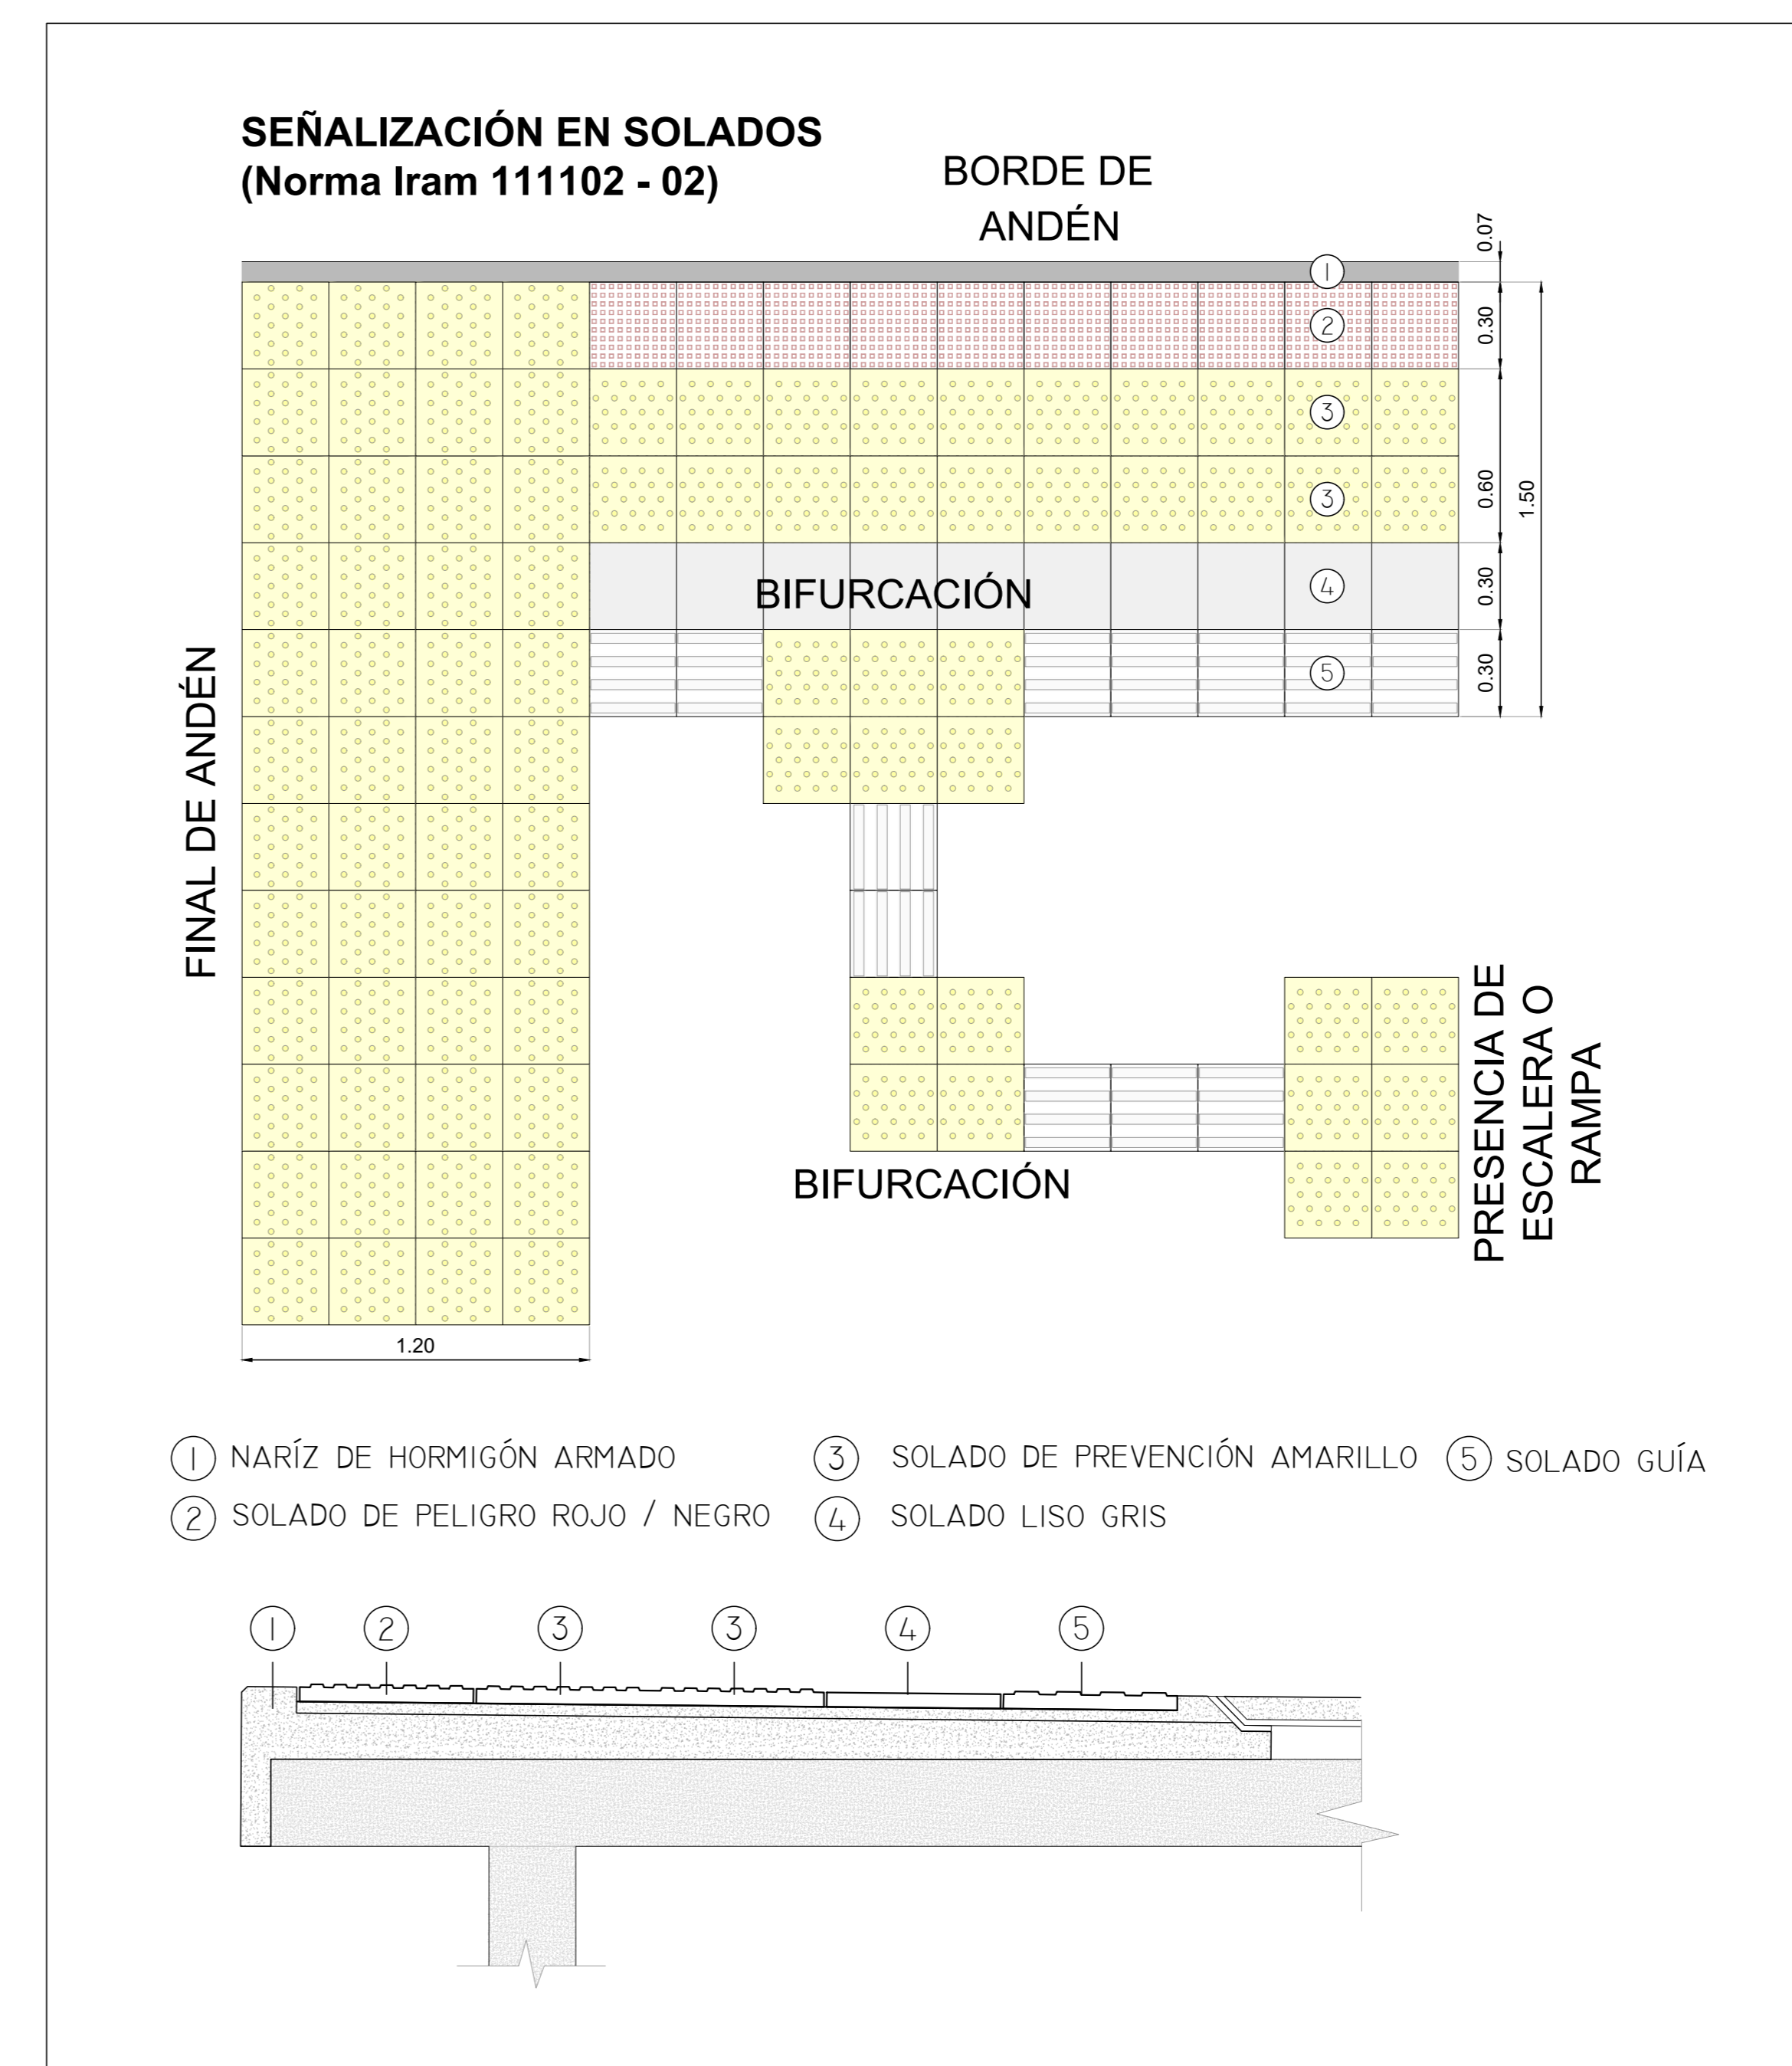 SEÑALIZACIÓN EN SOLADOS
(Norma Iram 111102 - 02)
BORDE DE
ANDÉN
0.07
1
2
0.30
3
3
0.60
1.50
BIFURCACIÓN
4
0.30
5
0.30
FINAL DE ANDÉN
PRESENCIA DE
ESCALERA O
RAMPA
BIFURCACIÓN
1.20
1 NARÍZ DE HORMIGÓN ARMADO
2 SOLADO DE PELIGRO ROJO / NEGRO
3 SOLADO DE PREVENCIÓN AMARILLO
4 SOLADO LISO GRIS
5 SOLADO GUÍA
1 2 3 3 4 5